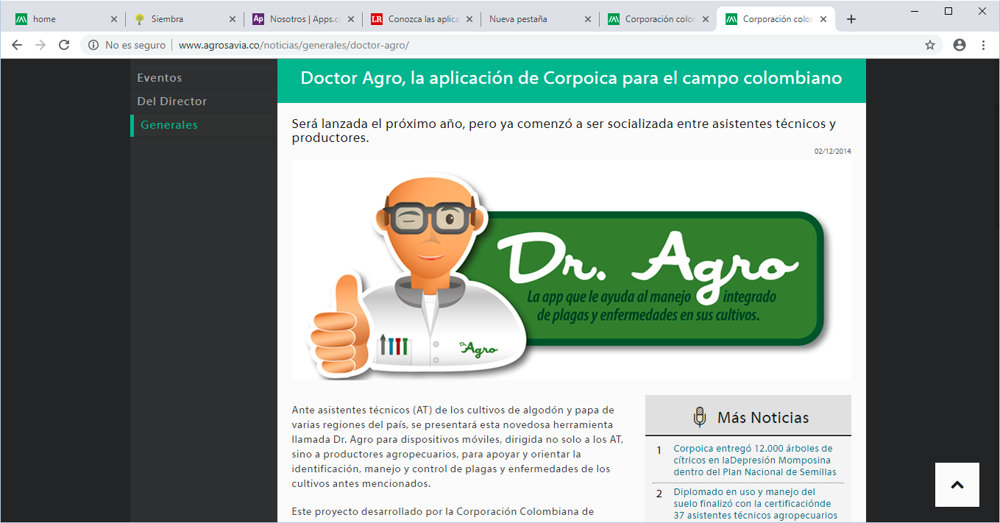 home
Siembra
Nosotros | Apps.co
LR Conozca las aplica
Nueva pestaña
Corporación color
Corporación color
No es seguro | www.agrosavia.co/noticias/generales/doctor-agro/
Eventos
Del Director
Generales
Doctor Agro, la aplicación de Corpoica para el campo colombiano
Será lanzada el próximo año, pero ya comenzó a ser socializada entre asistentes técnicos y
productores.
02/12/2014
Dr. Agro
La app que le ayuda al manejo integrado
de plagas y enfermedades en sus cultivos.
Dr. Agro
Ante asistentes técnicos (AT) de los cultivos de algodón y papa de
varias regiones del país, se presentará esta novedosa herramienta
llamada Dr. Agro para dispositivos móviles, dirigida no solo a los AT,
sino a productores agropecuarios, para apoyar y orientar la
identificación, manejo y control de plagas y enfermedades de los
cultivos antes mencionados.
Este proyecto desarrollado por la Corporación Colombiana de
Más Noticias
1 Corpoica entregó 12.000 árboles de
cítricos en laDepresión Momposina
dentro del Plan Nacional de Semillas
2 Diplomado en uso y manejo del
suelo finalizó con la certificaciónde
37 asistentes técnicos agropecuarios